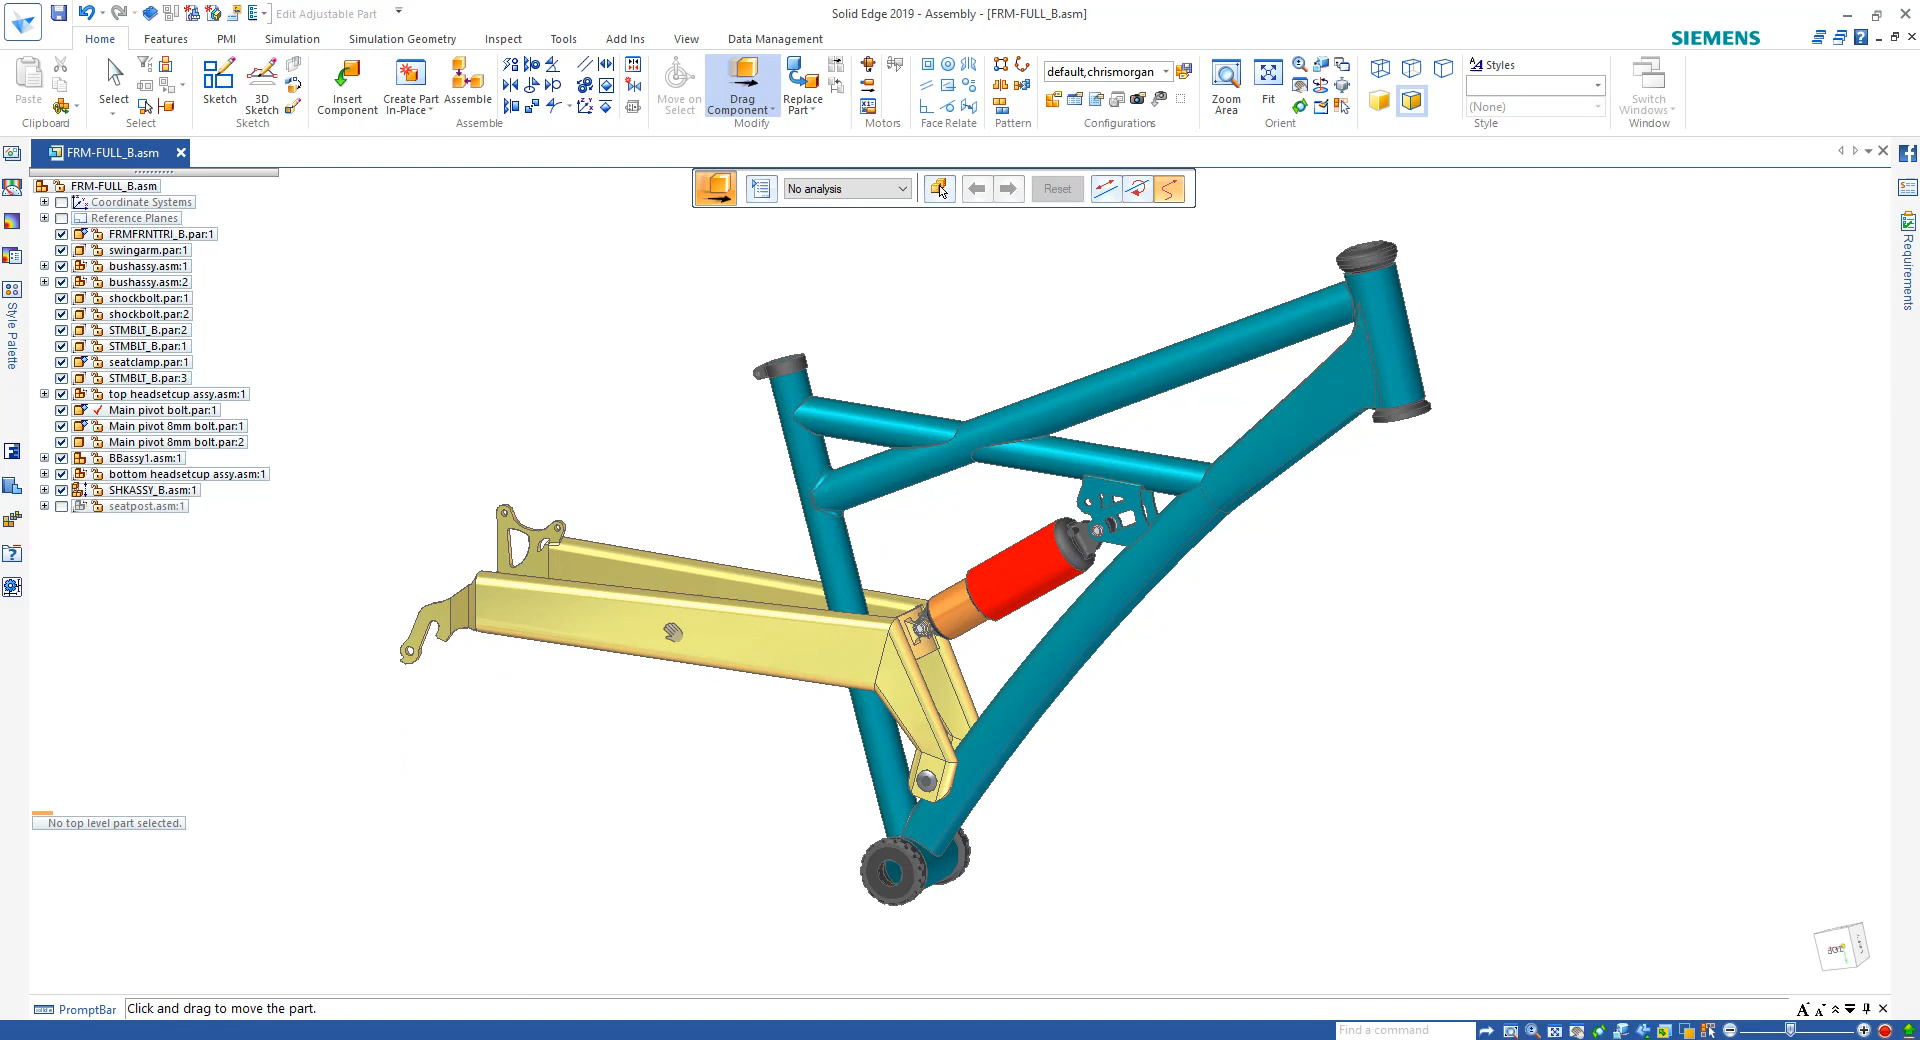 Edit Adjustable Part
Solid Edge 2019 - Assembly - [FRM-FULL_B.asm]
Home Features PMI Simulation Simulation Geometry Inspect Tools Add Ins View Data Management
SIEMENS
Paste
Clipboard
Select
Select
Sketch
3D Sketch
Sketch
Insert Component
Create Part In-Place
Assemble
Assemble
Move on Select
Drag Component
Replace Part
Modify
Motors
Face Relate
Pattern
default,chrismorgan
Configurations
Zoom Area
Fit
Orient
Styles
(None)
Style
Switch Windows
Window
FRM-FULL_B.asm
No analysis
Reset
FRM-FULL_B.asm
Coordinate Systems
Reference Planes
FRMFRNTTRI_B.par:1
swingarm.par:1
bushassy.asm:1
bushassy.asm:2
shockbolt.par:1
shockbolt.par:2
STMBLT_B.par:2
STMBLT_B.par:1
seatclamp.par:1
STMBLT_B.par:3
top headsetcup assy.asm:1
Main pivot bolt.par:1
Main pivot 8mm bolt.par:1
Main pivot 8mm bolt.par:2
BBassy1.asm:1
bottom headsetcup assy.asm:1
SHKASSY_B.asm:1
seatpost.asm:1
Style Palette
Requirements
No top level part selected.
TOP
PromptBar
Click and drag to move the part.
Find a command